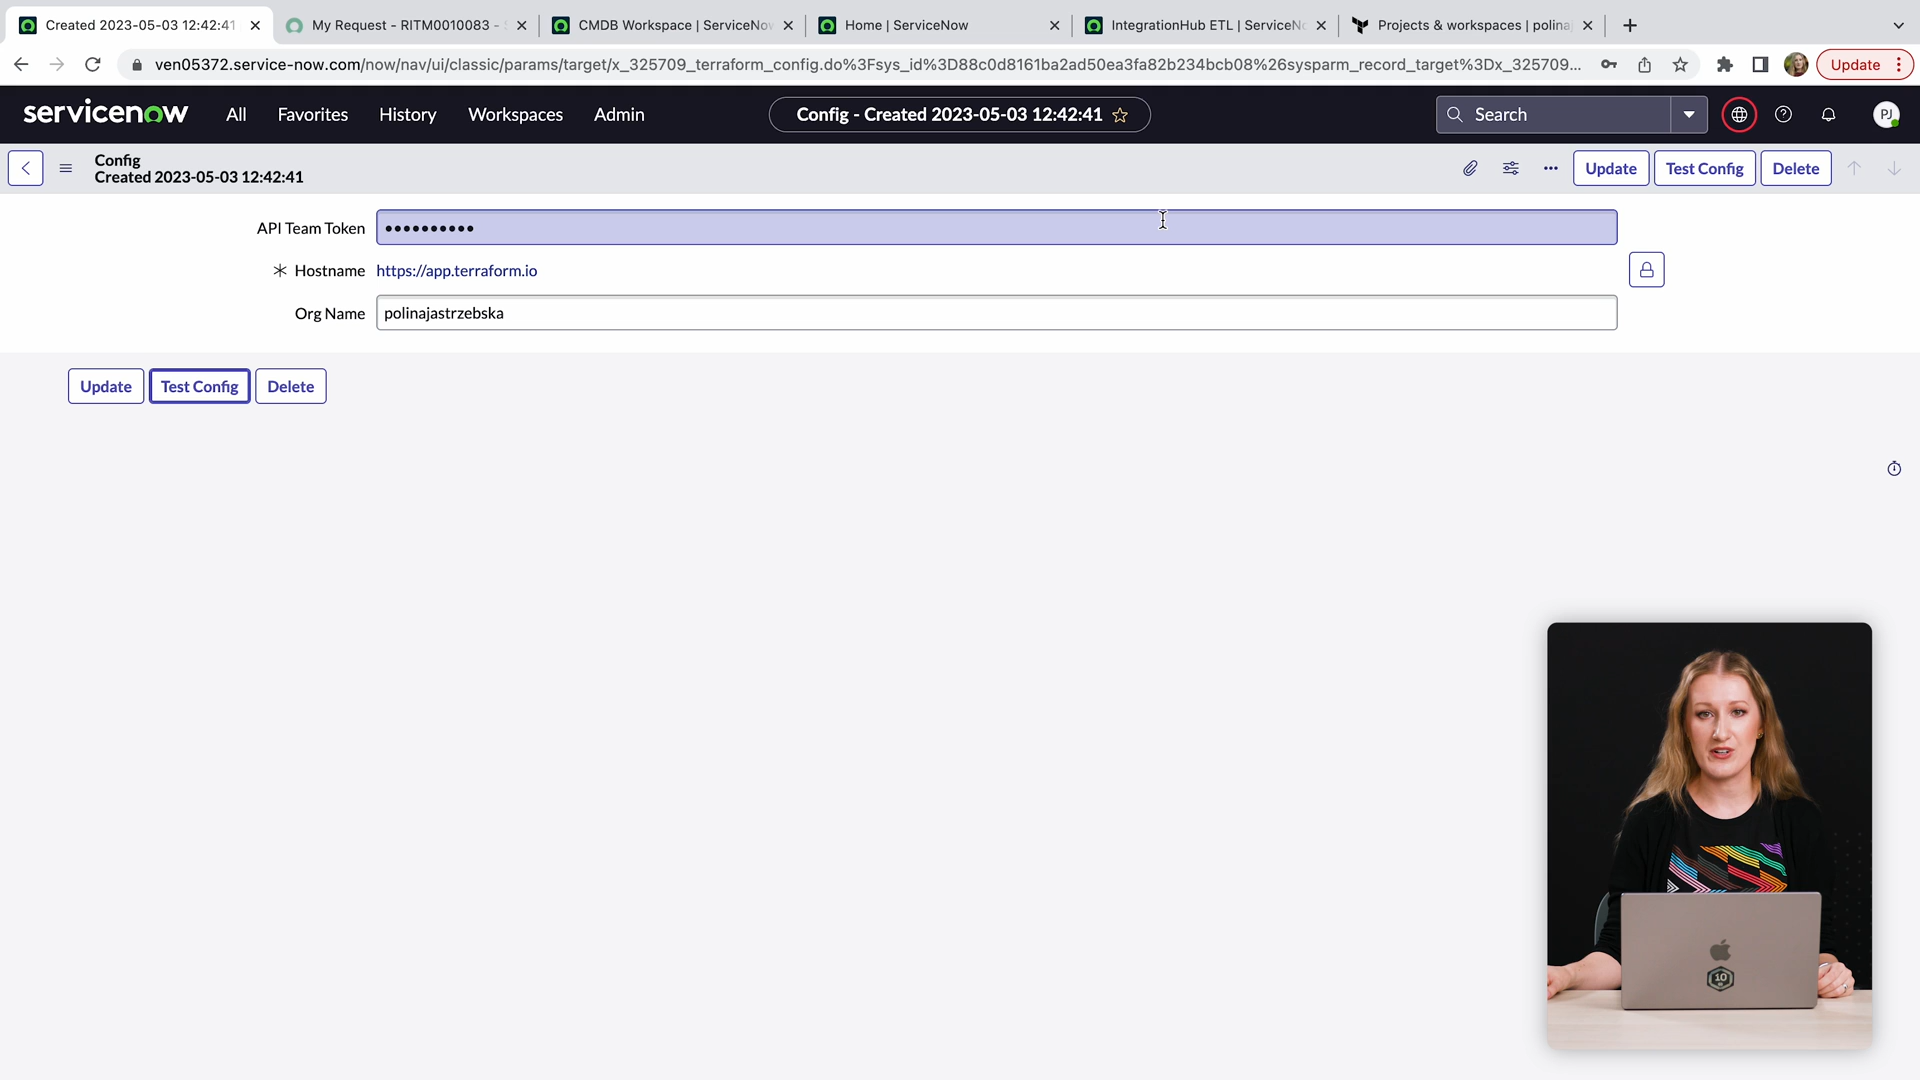 Created 2023-05-03 12:42:41
My Request - RITM0010083 -
CMDB Workspace | ServiceNow
Home | ServiceNow
IntegrationHub ETL | ServiceNo
Projects & workspaces | polina
ven05372.service-now.com/now/nav/ui/classic/params/target/x_325709_terraform_config.do%3Fsys_id%3D88c0d8161ba2ad50ea3fa82b234bcb08%26sysparm_record_target%3Dx_325709...
Update
servicenow
All
Favorites
History
Workspaces
Admin
Config - Created 2023-05-03 12:42:41
Search
PJ
Config
Created 2023-05-03 12:42:41
Update
Test Config
Delete
API Team Token
••••••••••
Hostname
https://app.terraform.io
Org Name
polinajastrzebska
Update
Test Config
Delete
10